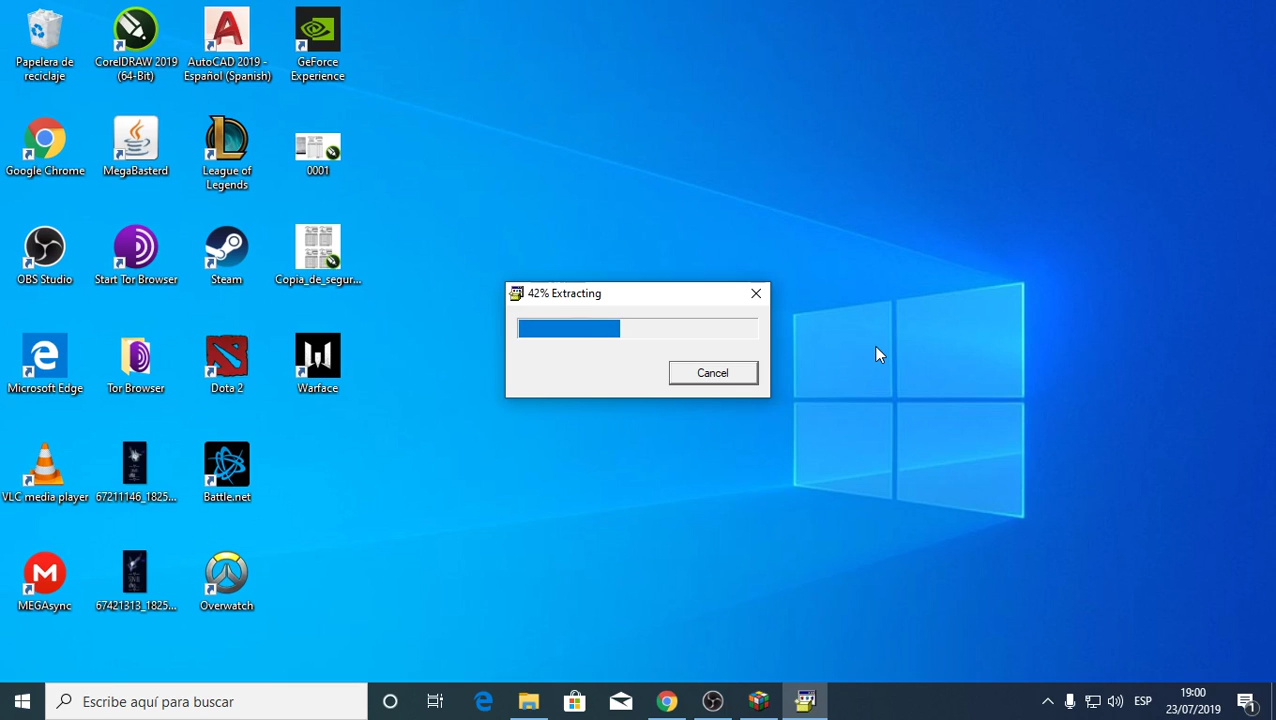 Papelera de
reciclaje
CorelDRAW 2019
(64-Bit)
AutoCAD 2019 -
Español (Spanish)
GeForce
Experience
Google Chrome
MegaBasterd
League of
Legends
0001
OBS Studio
Start Tor Browser
Steam
Copia_de_segur...
Microsoft Edge
Tor Browser
Dota 2
Warface
VLC media player
67211146_1825...
Battle.net
MEGAsync
67421313_1825...
Overwatch
42% Extracting
Cancel
Escribe aquí para buscar
ESP
19:00
23/07/2019
1